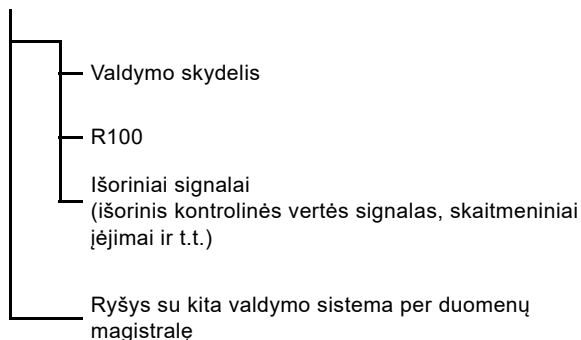 Valdymo skydelis
R100
Išoriniai signalai
(išorinis kontrolinės vertės signalas, skaitmeniniai
įėjimai ir t.t.)
Ryšys su kita valdymo sistema per duomenų
magistralę